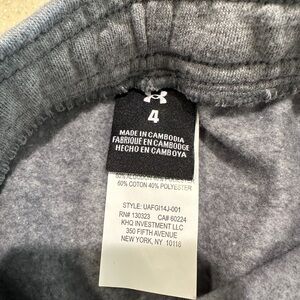 4
MADE IN CAMBODIA
FABRIQUÉ EN CAMBODGE
HECHO EN CAMBOYA
60% COTON 40% POLYESTER
STYLE: UAFGI14J-001
RN# 130323 CA# 60224
KHQ INVESTMENT LLC
350 FIFTH AVENUE
NEW YORK, NY 10118